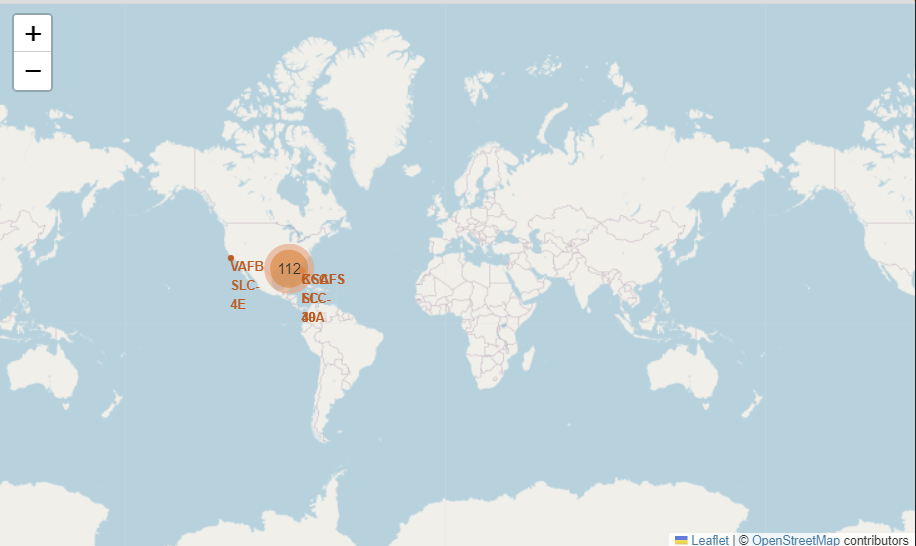 +
−
VAFB
SLC-
4E
112
Leaflet | © OpenStreetMap contributors